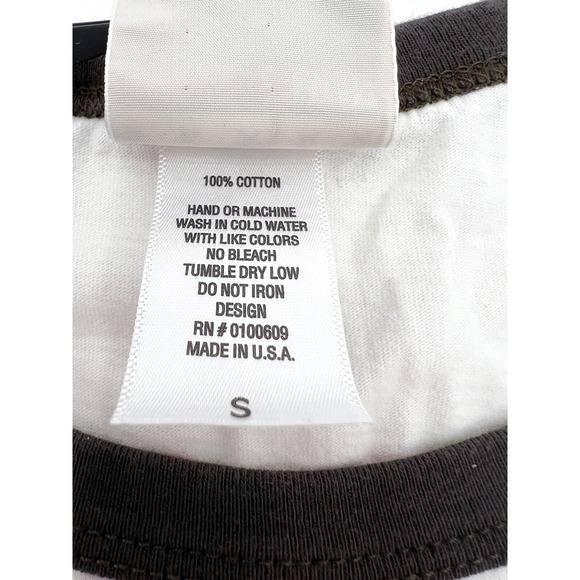 100% COTTON
HAND OR MACHINE
WASH IN COLD WATER
WITH LIKE COLORS
NO BLEACH
TUMBLE DRY LOW
DO NOT IRON
DESIGN
RN # 0100609
MADE IN U.S.A.
S